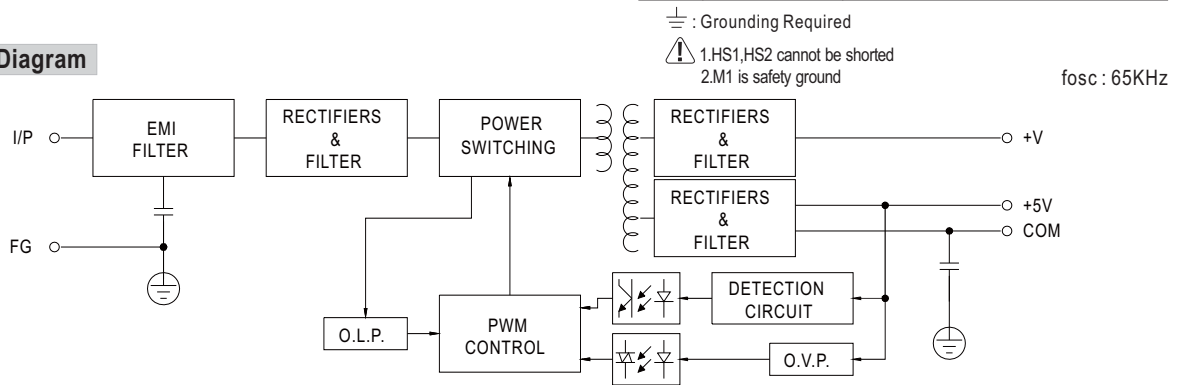 : Grounding Required
1.HS1,HS2 cannot be shorted
2.M1 is safety ground
Diagram
fosc : 65KHz
I/P
EMI
FILTER
RECTIFIERS
&
FILTER
POWER
SWITCHING
RECTIFIERS
&
FILTER
+V
RECTIFIERS
&
FILTER
+5V
COM
FG
O.L.P.
PWM
CONTROL
DETECTION
CIRCUIT
O.V.P.